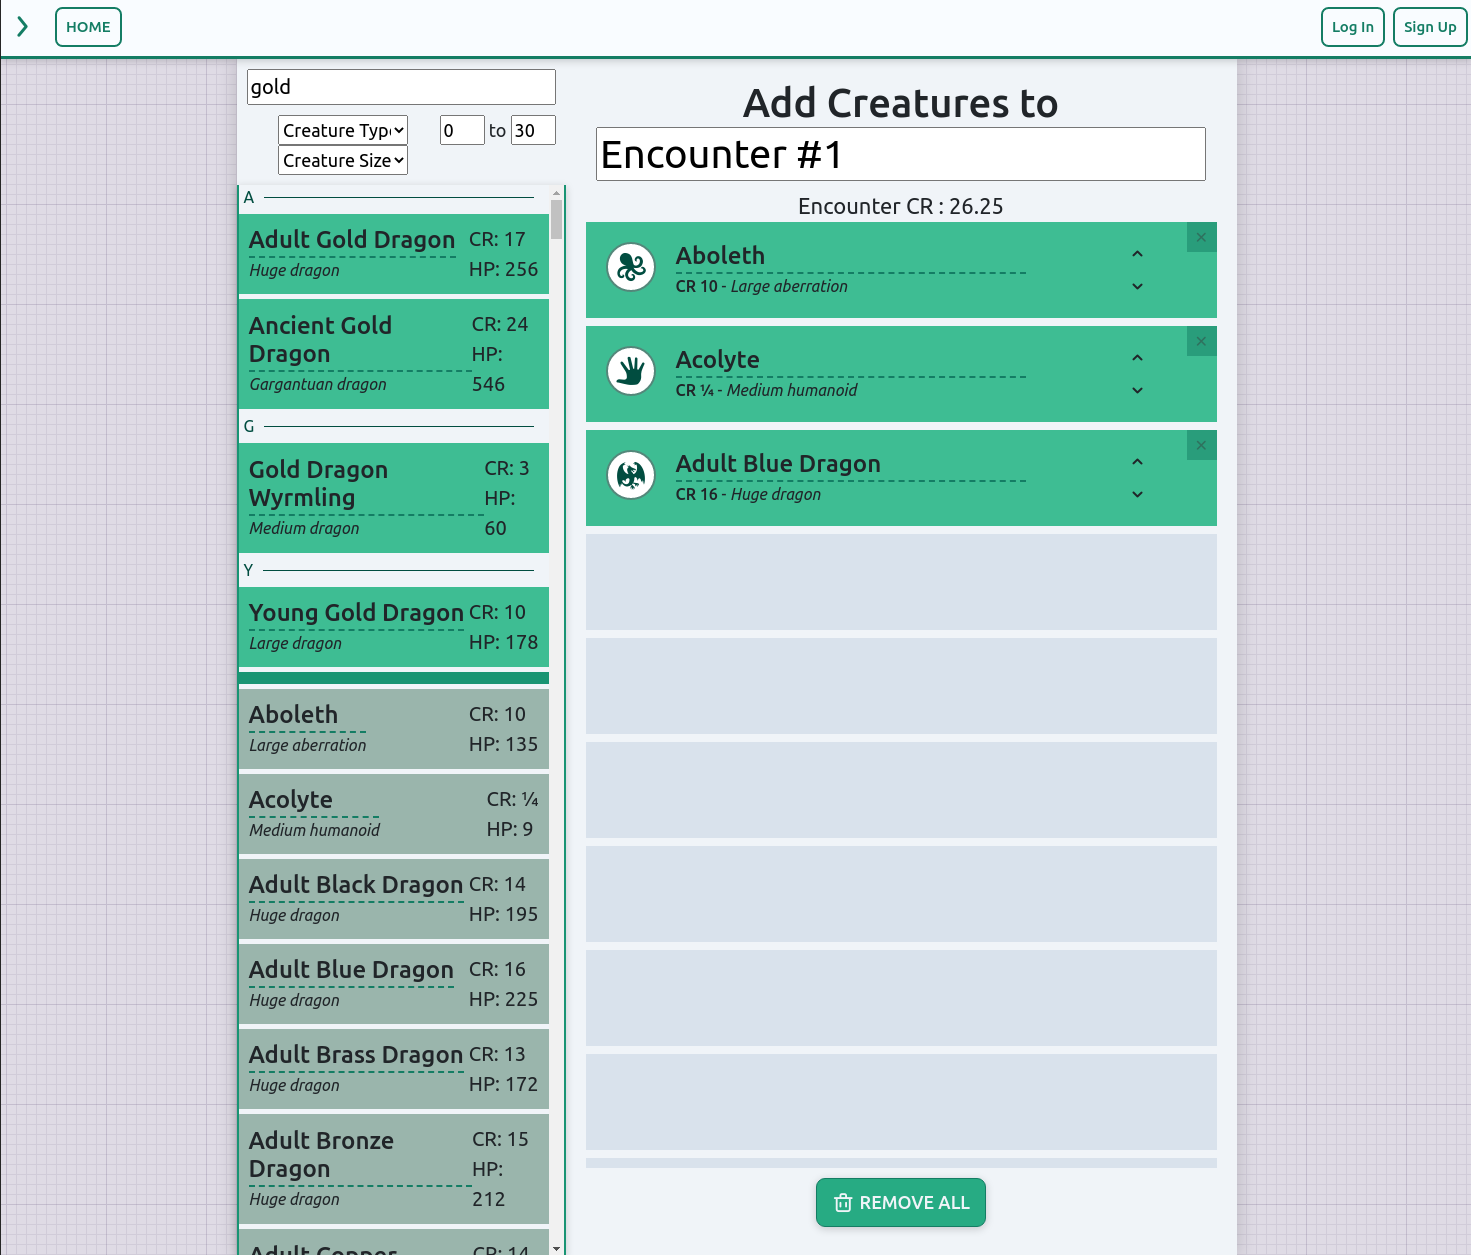 HOME
Log In
Sign Up
gold
Creature Typ
0 to 30
Creature Size
A
Adult Gold Dragon
CR: 17
Huge dragon
HP: 256
Ancient Gold
Dragon
CR: 24
HP:
546
Gargantuan dragon
G
Gold Dragon
Wyrmling
CR: 3
HP:
60
Medium dragon
Y
Young Gold Dragon
CR: 10
Large dragon
HP: 178
Aboleth
CR: 10
Large aberration
HP: 135
Acolyte
CR: ¼
Medium humanoid
HP: 9
Adult Black Dragon
CR: 14
Huge dragon
HP: 195
Adult Blue Dragon
CR: 16
Huge dragon
HP: 225
Adult Brass Dragon
CR: 13
Huge dragon
HP: 172
Adult Bronze
Dragon
CR: 15
HP:
212
Huge dragon
Adult Copper
CR: 14
Add Creatures to
Encounter #1
Encounter CR : 26.25
Aboleth
CR 10 - Large aberration
Acolyte
CR ¼ - Medium humanoid
Adult Blue Dragon
CR 16 - Huge dragon
REMOVE ALL